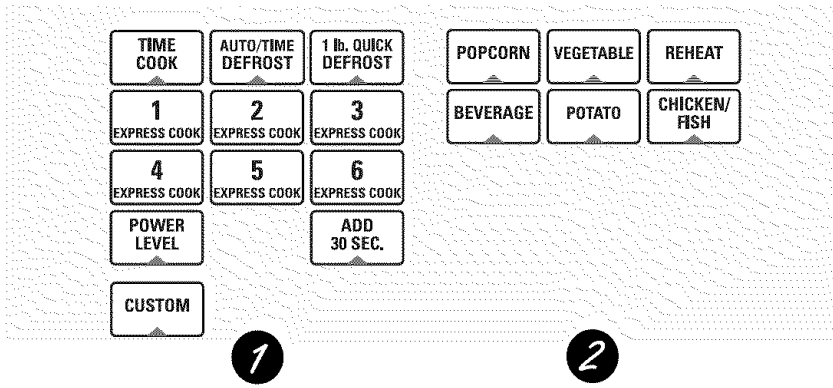 TIME
COOK
AUTO/TIME
DEFROST
1 lb. QUICK
DEFROST
1
EXPRESS COOK
2
EXPRESS COOK
3
EXPRESS COOK
4
EXPRESS COOK
5
EXPRESS COOK
6
EXPRESS COOK
POWER
LEVEL
ADD
30 SEC.
CUSTOM
1
POPCORN
VEGETABLE
REHEAT
BEVERAGE
POTATO
CHICKEN/
FISH
2